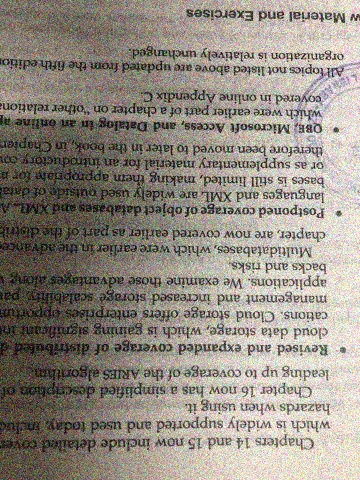 Chapters 14 and 15 now include detailed cover
which is widely supported and used today, includ
hazards when using it.
Chapter 16 now has a simplified description of
leading up to coverage of the ARIES algorithm.
• Revised and expanded coverage of distributed d
cloud data storage, which is gaining significant in
cations. Cloud storage offers enterprises opportun
management and increased storage scalability, par
applications. We examine those advantages along w
backs and risks.
Multidatabases, which were earlier in the advanced
chapter, are now covered earlier as part of the distrib
• Postponed coverage of object databases and XML. A
languages and XML are widely used outside of databa
bases is still limited, making them appropriate for a
or as supplementary material for an introductory co
therefore been moved to later in the book, in Chapter
• QBE, Microsoft Access, and Datalog in an online ap
which were earlier part of a chapter on "other relationa
covered in online Appendix C.
All topics not listed above are updated from the fifth edition
organization is relatively unchanged.
w Material and Exercises